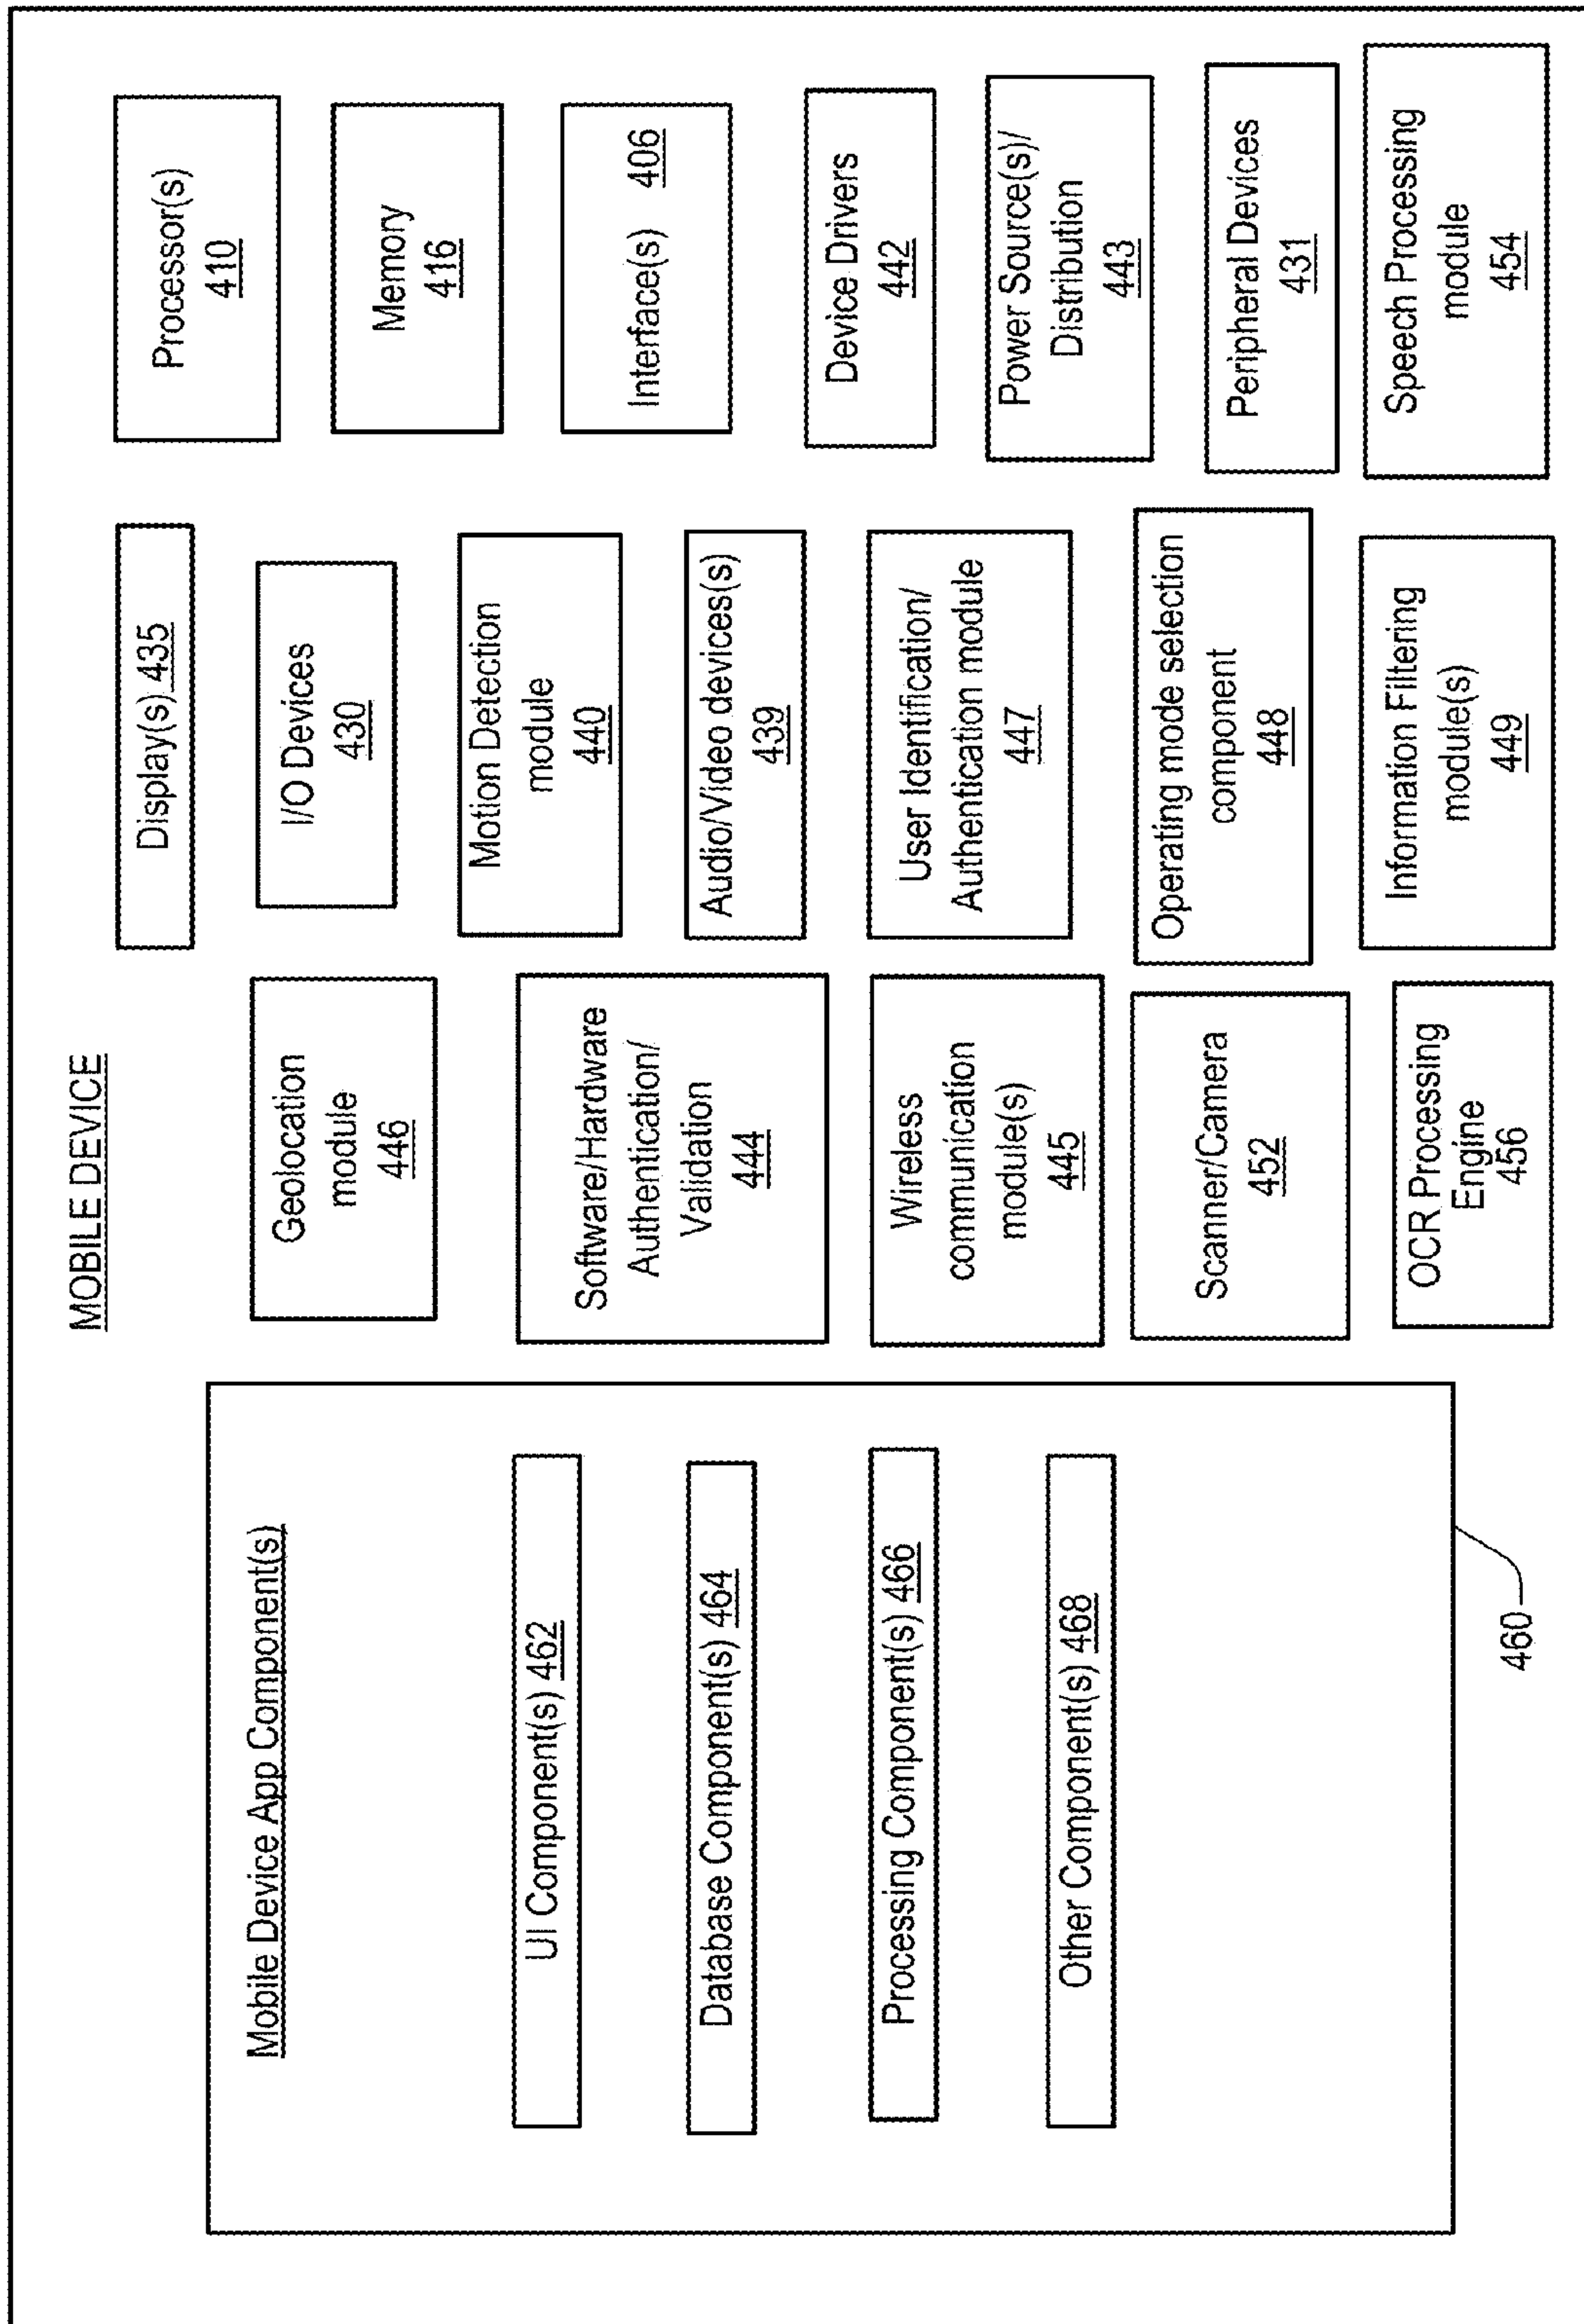 MOBILE DEVICE
Mobile Device App Component(s)
UI Component(s) 462
Database Component(s) 464
Processing Component(s) 466
Other Component(s) 468
460
Geolocation
module
446
Software/Hardware
Authentication/
Validation
444
Wireless
communication
module(s)
445
Scanner/Camera
452
OCR Processing
Engine
456
Display(s) 435
I/O Devices
430
Motion Detection
module
440
Audio/Video devices(s)
439
User Identification/
Authentication module
447
Operating mode selection
component
448
Information Filtering
module(s)
449
Processor(s)
410
Memory
416
Interface(s) 406
Device Drivers
442
Power Source(s)/
Distribution
443
Peripheral Devices
431
Speech Processing
module
454